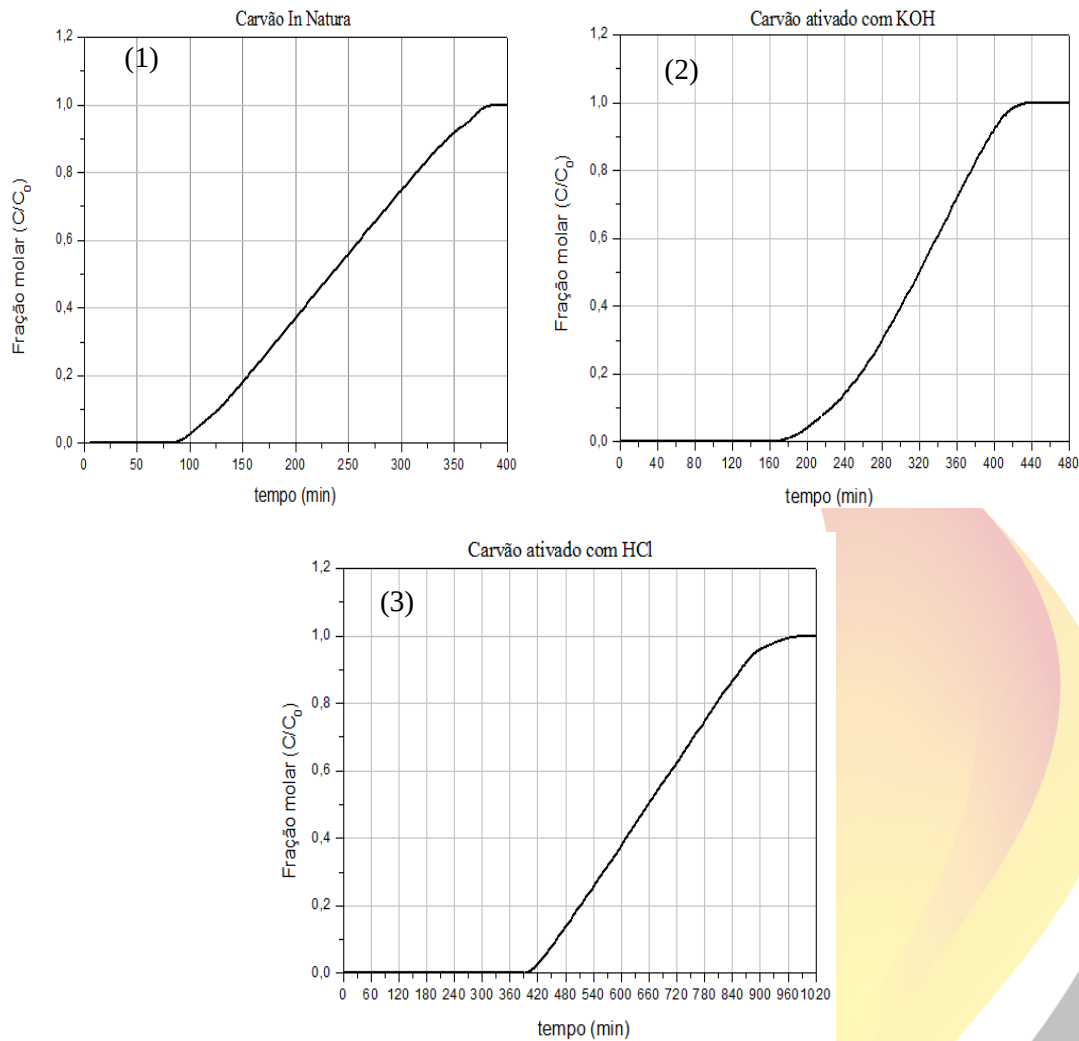 Carvão In Natura
(1)
1,2
1,0
0,8
0,6
0,4
0,2
0,0
Fração molar (C/C₀)
0 50 100 150 200 250 300 350 400
tempo (min)
Carvão ativado com KOH
(2)
1,2
1,0
0,8
0,6
0,4
0,2
0,0
Fração molar (C/C₀)
0 40 80 120 160 200 240 280 320 360 400 440 480
tempo (min)
Carvão ativado com HCl
(3)
1,2
1,0
0,8
0,6
0,4
0,2
0,0
Fração molar (C/C₀)
0 60 120 180 240 300 360 420 480 540 600 660 720 780 840 900 960 1020
tempo (min)